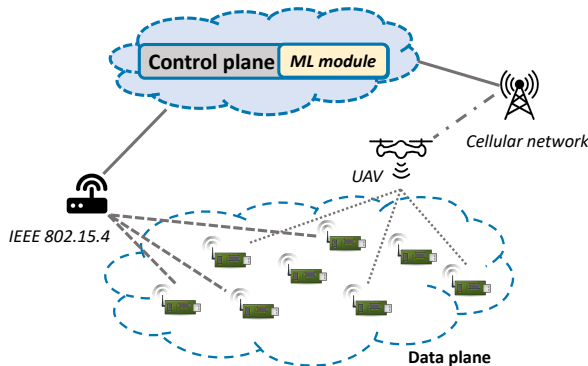 Control plane
ML module
Cellular network
UAV
IEEE 802.15.4
Data plane